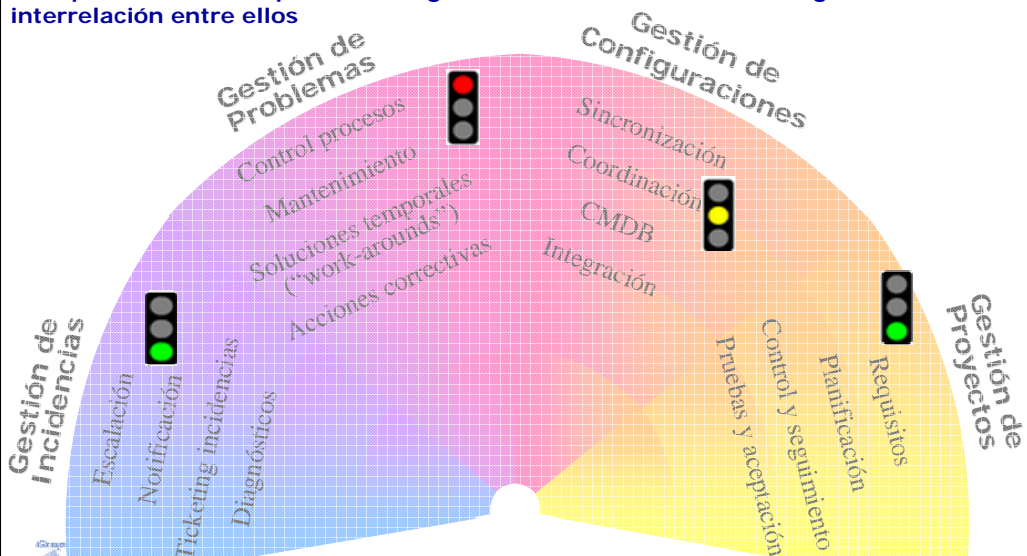 interrelación entre ellos
Gestión de
Problemas
Control procesos
Mantenimiento
Soluciones temporales
(“work-arounds”)
Acciones correctivas
Gestión de
Configuraciones
Sincronización
Coordinación
CMDB
Integración
Gestión de
Incidencias
Escalación
Notificación
Ticketing incidencias
Diagnósticos
Gestión de
Proyectos
Requisitos
Planificación
Control y seguimiento
Pruebas y aceptación